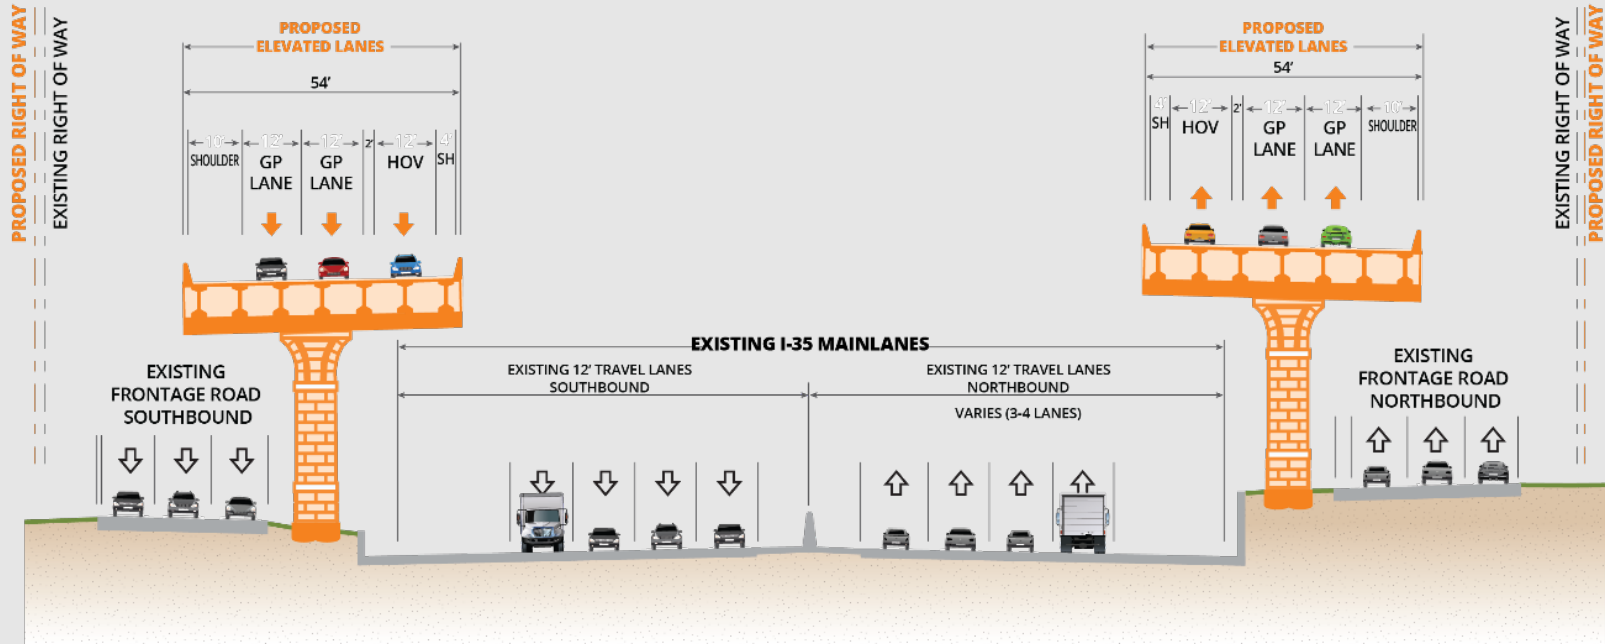 PROPOSED RIGHT OF WAY
EXISTING RIGHT OF WAY
PROPOSED
ELEVATED LANES
54'
10'
12'
12'
2'
12'
4'
SHOULDER
GP
LANE
GP
LANE
HOV
SH
PROPOSED
ELEVATED LANES
54'
4'
12'
2'
12'
12'
10'
SH
HOV
GP
LANE
GP
LANE
SHOULDER
EXISTING RIGHT OF WAY
PROPOSED RIGHT OF WAY
EXISTING
FRONTAGE ROAD
SOUTHBOUND
EXISTING I-35 MAINLANES
EXISTING 12' TRAVEL LANES
SOUTHBOUND
EXISTING 12' TRAVEL LANES
NORTHBOUND
VARIES (3-4 LANES)
EXISTING
FRONTAGE ROAD
NORTHBOUND